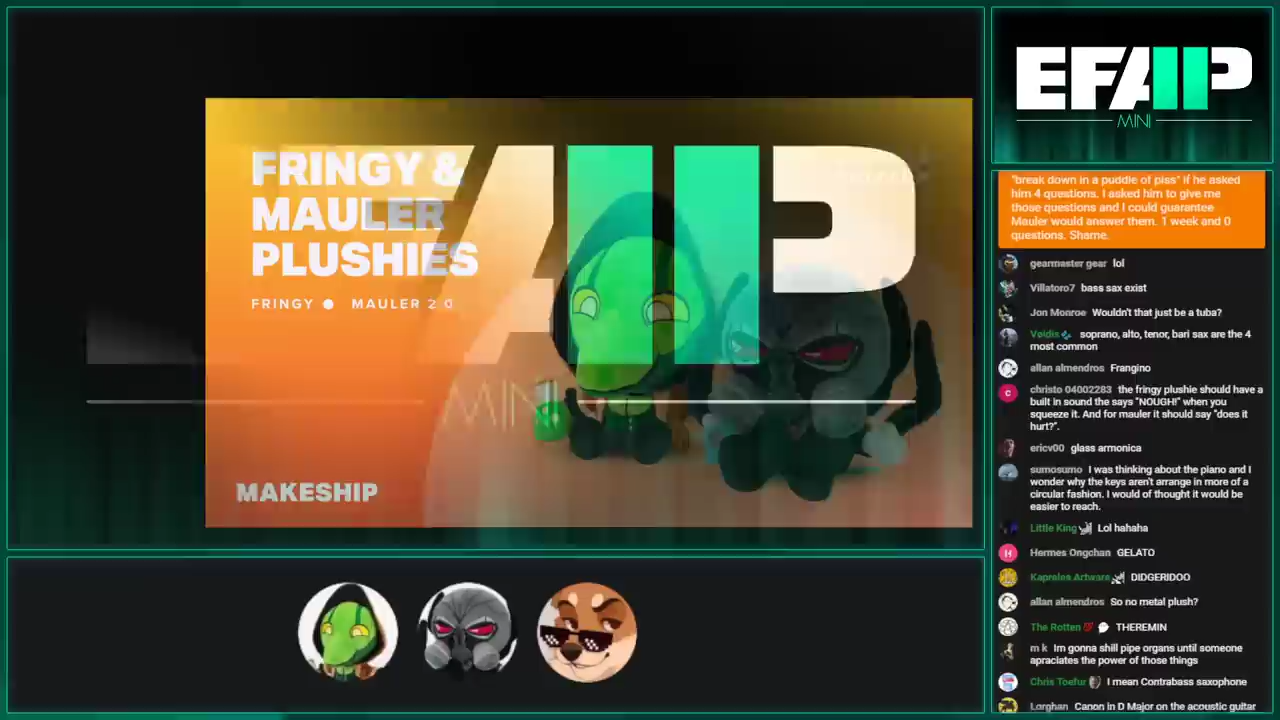 FRINGY &
MAULER
PLUSHIES
FRINGY ● MAULER 2.0
MAKESHIP
MINI
EFAP
MINI
"break down in a puddle of piss" if he asked
him 4 questions. I asked him to give me
those questions and I could guarantee
Mauler would answer them. 1 week and 0
questions. Shame.
gearmaster gear lol
Villatoro7 bass sax exist
Jon Monroe Wouldn't that just be a tuba?
Vøidis soprano, alto, tenor, bari sax are the 4
most common
allan almendros Frangino
christo 04002283 the fringy plushie should have a
built in sound the says "NOUGH!" when you
squeeze it. And for mauler it should say "does it
hurt?".
ericv00 glass armonica
sumosumo I was thinking about the piano and I
wonder why the keys aren't arrange in more of a
circular fashion. I would of thought it would be
easier to reach.
Little King Lol hahaha
Hermes Ongchan GELATO
Kapreles Artware DIDGERIDOO
allan almendros So no metal plush?
The Rotten THEREMIN
m k Im gonna shill pipe organs until someone
apraciates the power of those things
Chris Toefur I mean Contrabass saxophone
Lorghan Canon in D Major on the acoustic guitar